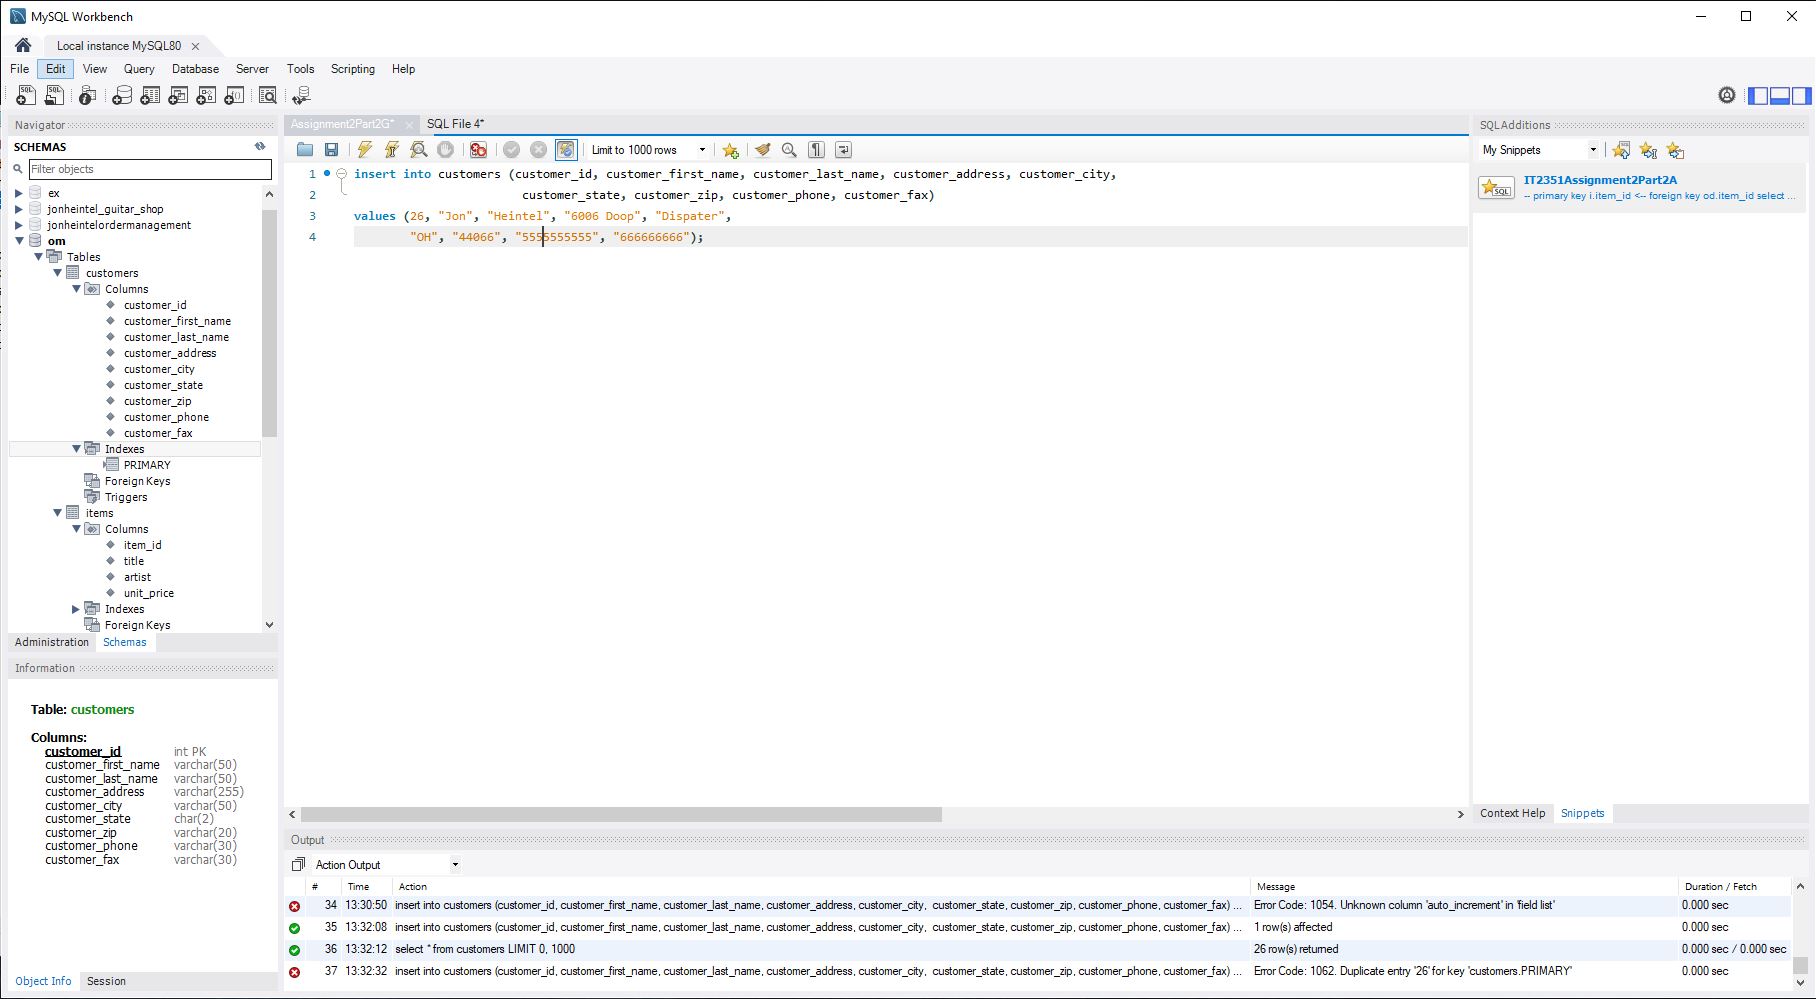 MySQL Workbench
Local instance MySQL80
File Edit View Query Database Server Tools Scripting Help
Navigator
SCHEMAS
Filter objects
ex
jonheintel_guitar_shop
jonheintelordermanagement
om
Tables
customers
Columns
customer_id
customer_first_name
customer_last_name
customer_address
customer_city
customer_state
customer_zip
customer_phone
customer_fax
Indexes
PRIMARY
Foreign Keys
Triggers
items
Columns
item_id
title
artist
unit_price
Indexes
Foreign Keys
Administration Schemas
Information
Table: customers
Columns:
customer_id int PK
customer_first_name varchar(50)
customer_last_name varchar(50)
customer_address varchar(255)
customer_city varchar(50)
customer_state char(2)
customer_zip varchar(20)
customer_phone varchar(30)
customer_fax varchar(30)
Object Info Session
Assignment2Part2G* SQL File 4*
Limit to 1000 rows
1 insert into customers (customer_id, customer_first_name, customer_last_name, customer_address, customer_city,
2 customer_state, customer_zip, customer_phone, customer_fax)
3 values (26, "Jon", "Heintel", "6006 Doop", "Dispater",
4 "OH", "44066", "5555555555", "666666666");
Output
Action Output
# Time Action Message Duration / Fetch
34 13:30:50 insert into customers (customer_id, customer_first_name, customer_last_name, customer_address, customer_city, customer_state, customer_zip, customer_phone, customer_fax) ... Error Code: 1054. Unknown column 'auto_increment' in 'field list' 0.000 sec
35 13:32:08 insert into customers (customer_id, customer_first_name, customer_last_name, customer_address, customer_city, customer_state, customer_zip, customer_phone, customer_fax) ... 1 row(s) affected 0.000 sec
36 13:32:12 select * from customers LIMIT 0, 1000 26 row(s) returned 0.000 sec / 0.000 sec
37 13:32:32 insert into customers (customer_id, customer_first_name, customer_last_name, customer_address, customer_city, customer_state, customer_zip, customer_phone, customer_fax) ... Error Code: 1062. Duplicate entry '26' for key 'customers.PRIMARY' 0.000 sec
SQLAdditions
My Snippets
SQL
IT2351Assignment2Part2A
-- primary key i.item_id <-- foreign key od.item_id select ...
Context Help Snippets